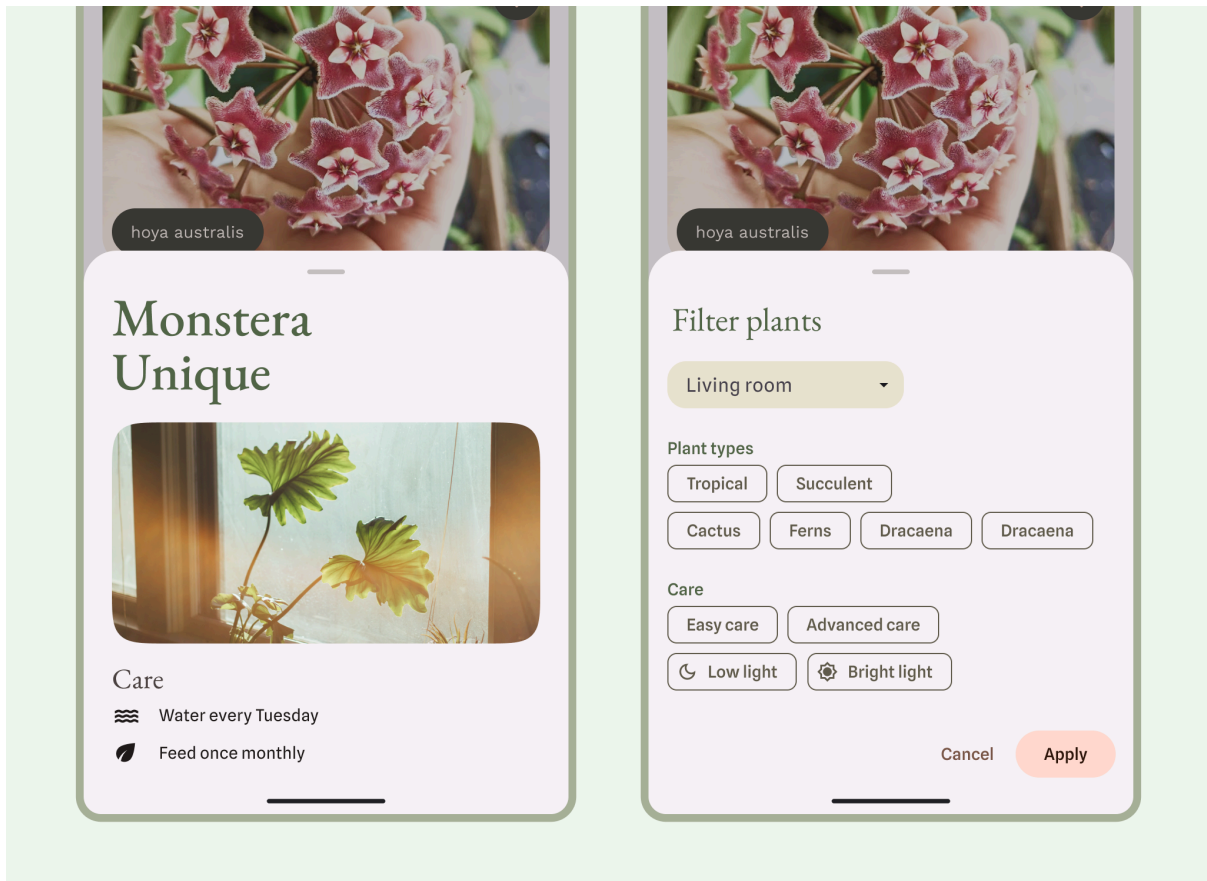 hoya australis
Monstera
Unique
Care
Water every Tuesday
Feed once monthly
hoya australis
Filter plants
Living room
Plant types
Tropical Succulent
Cactus Ferns Dracaena Dracaena
Care
Easy care Advanced care
Low light Bright light
Cancel Apply